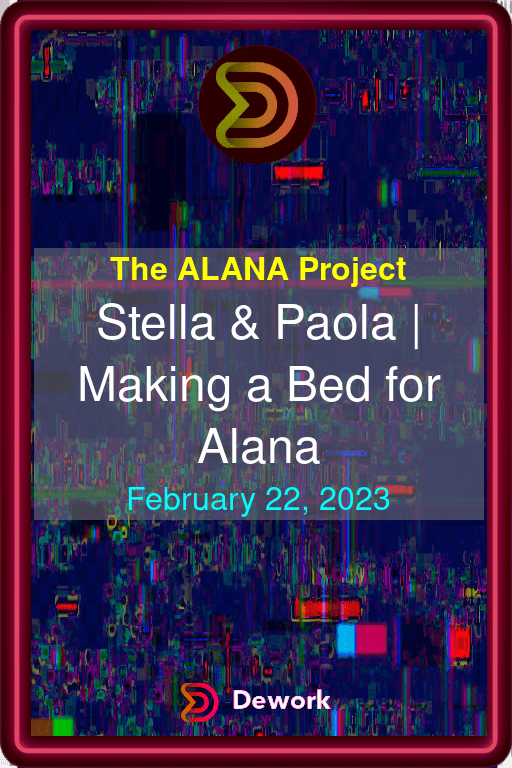 The ALANA Project
Stella & Paola |
Making a Bed for
Alana
February 22, 2023
Dework